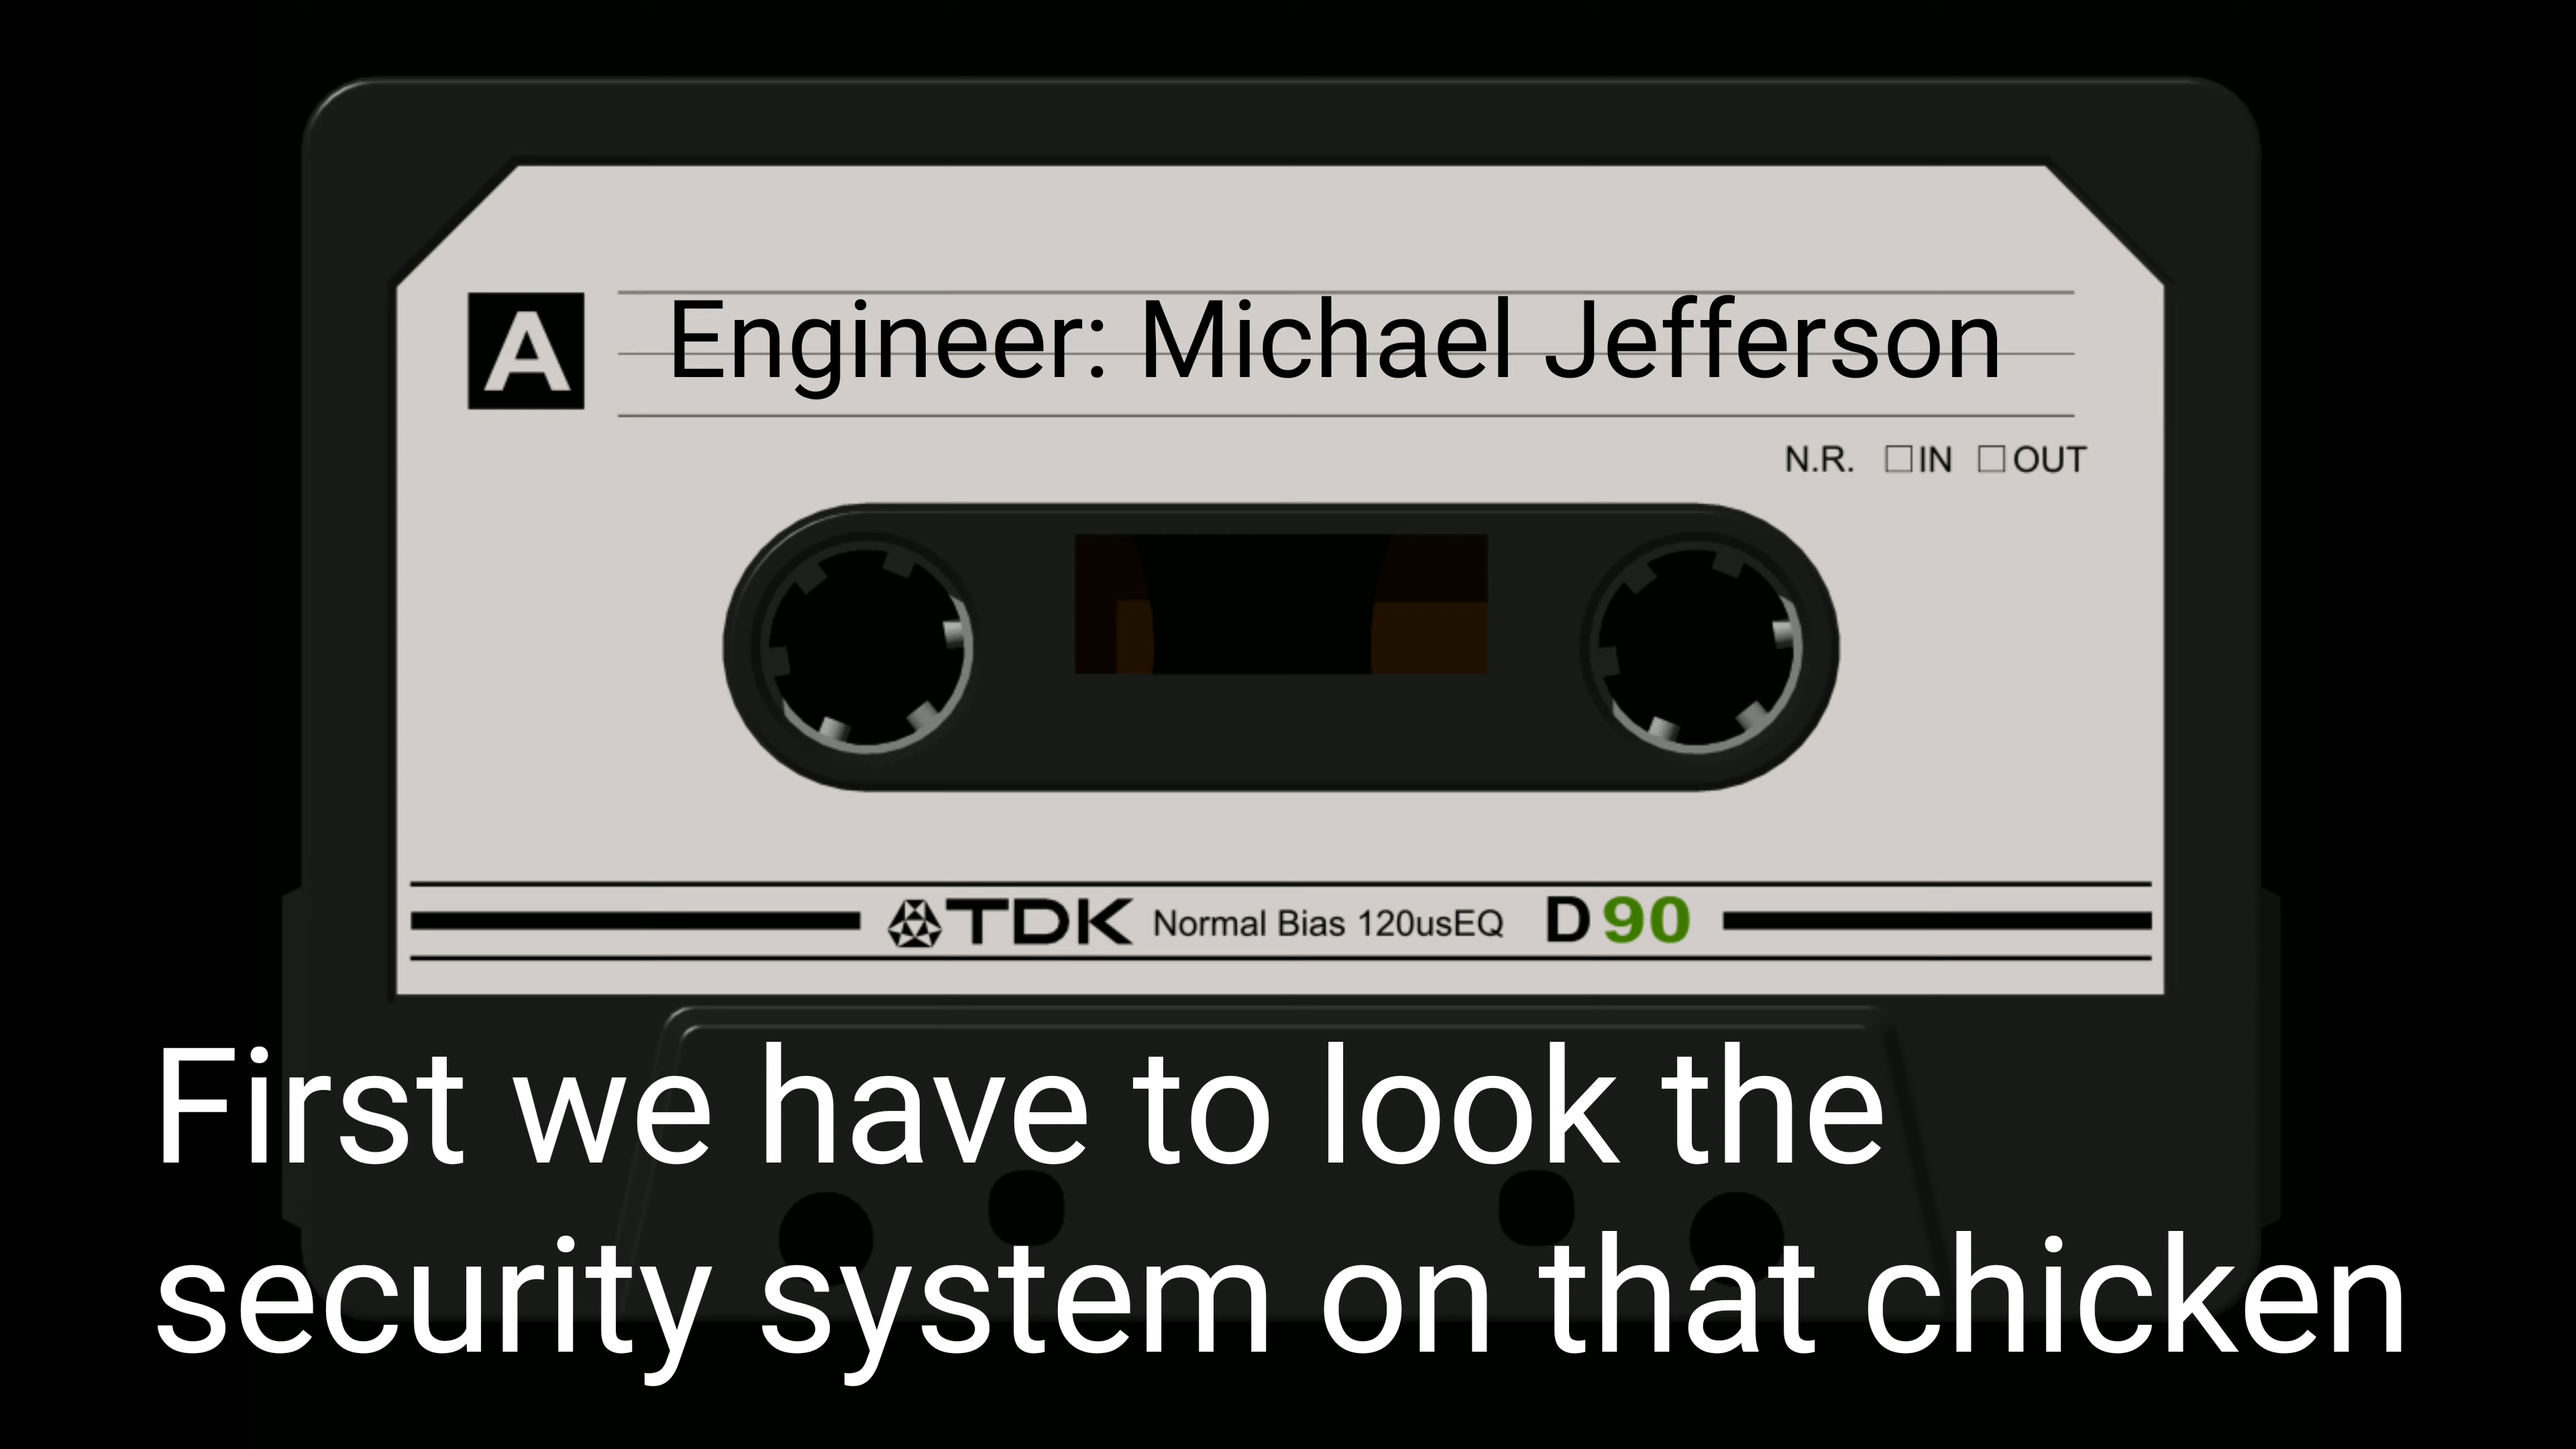 A
Engineer: Michael Jefferson
N.R. □IN □OUT
TDK Normal Bias 120usEQ D90
First we have to look the
security system on that chicken